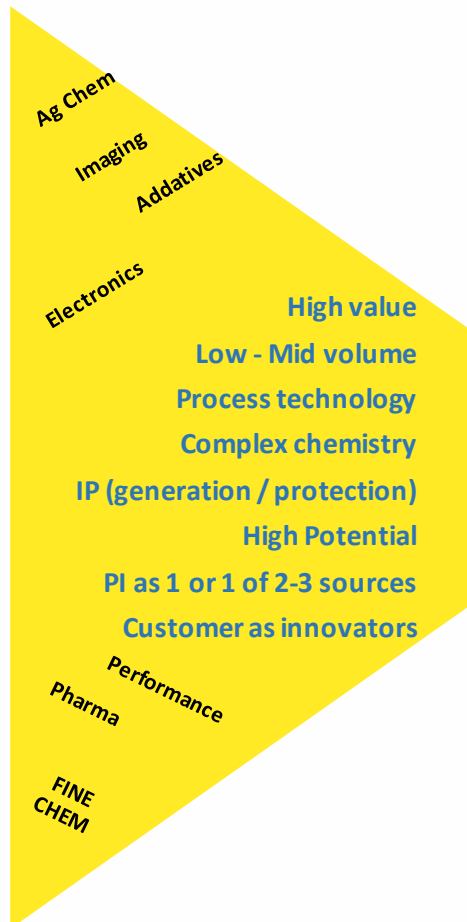 Ag Chem
Imaging
Addatives
Electronics
High value
Low - Mid volume
Process technology
Complex chemistry
IP (generation / protection)
High Potential
PI as 1 or 1 of 2-3 sources
Customer as innovators
Performance
Pharma
FINE
CHEM